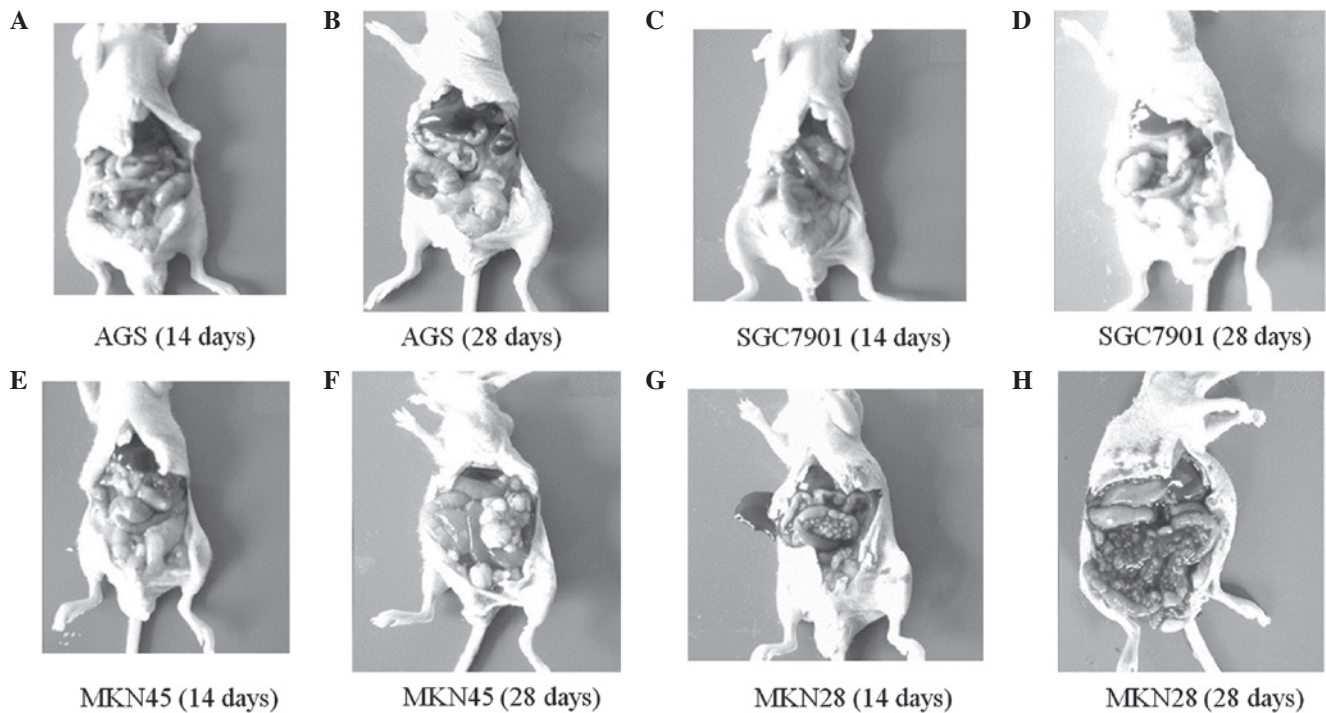 A B C D
AGS (14 days) AGS (28 days) SGC7901 (14 days) SGC7901 (28 days)
E F G H
MKN45 (14 days) MKN45 (28 days) MKN28 (14 days) MKN28 (28 days)